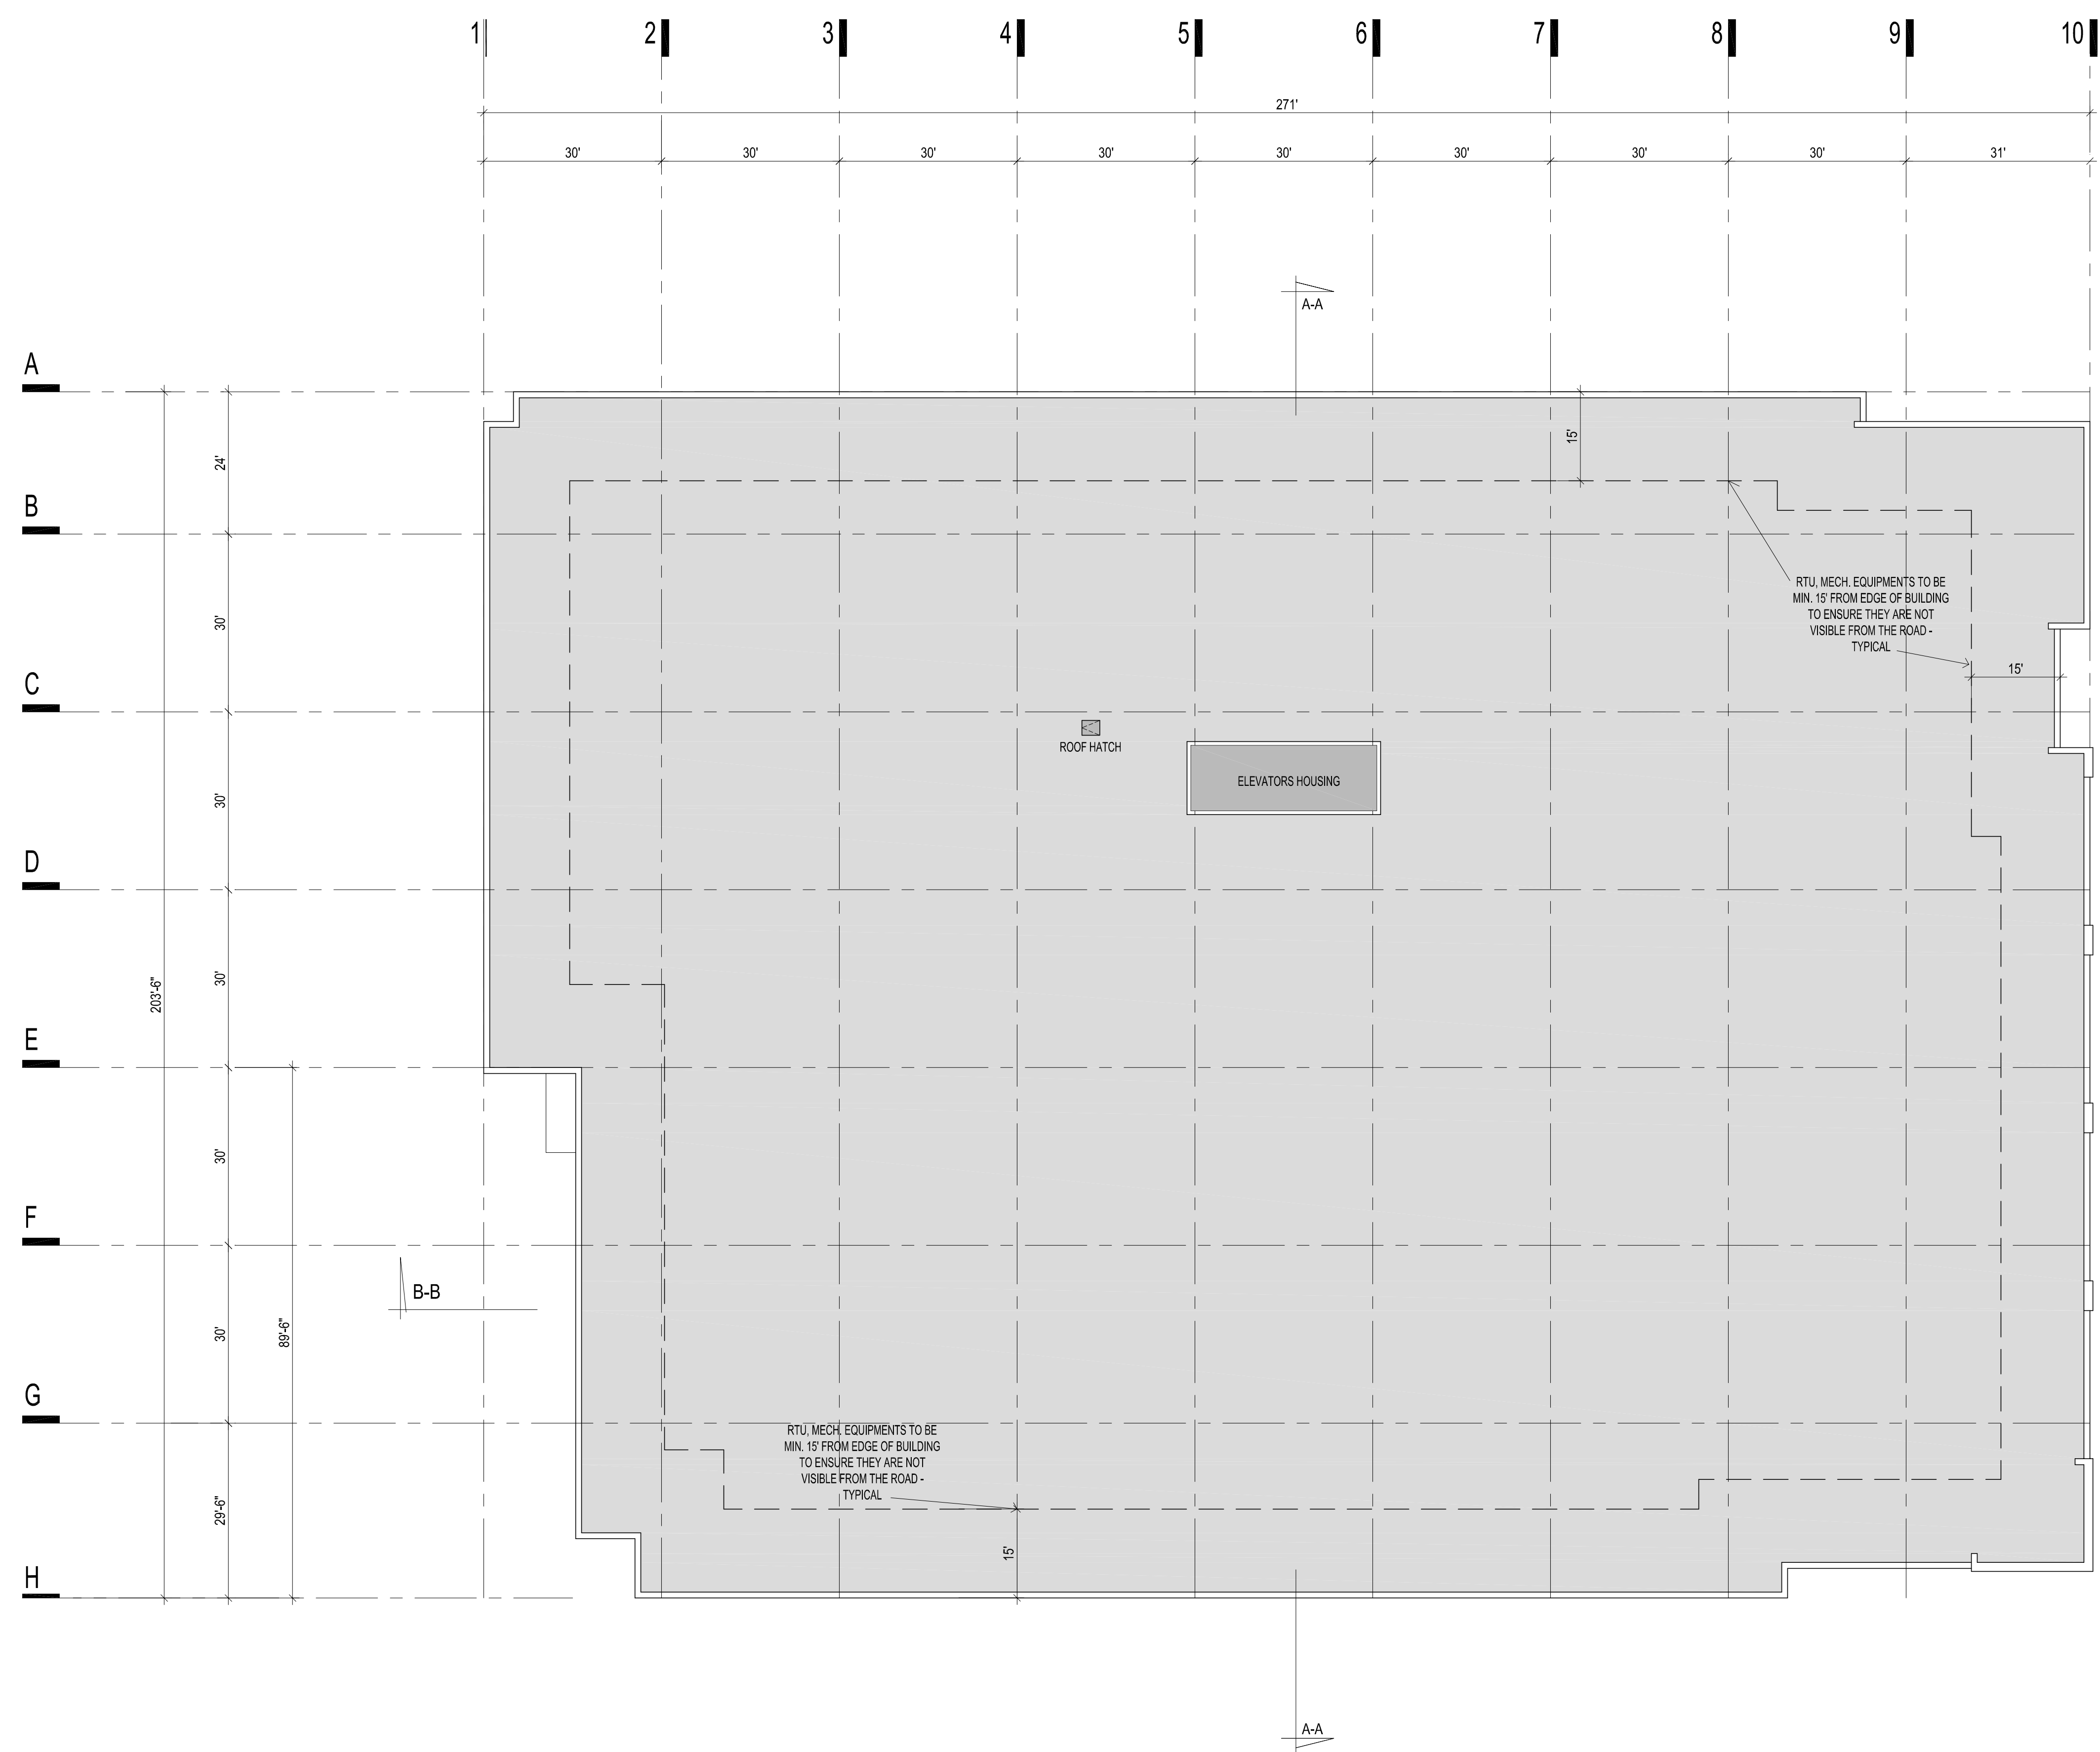 1 2 3 4 5 6 7 8 9 10
271'
30' 30' 30' 30' 30' 30' 30' 30' 31'
A-A
A
15'
24'
B
RTU, MECH. EQUIPMENTS TO BE
MIN. 15' FROM EDGE OF BUILDING
TO ENSURE THEY ARE NOT
VISIBLE FROM THE ROAD -
TYPICAL
30'
15'
C
ROOF HATCH
ELEVATORS HOUSING
30'
D
30'
203'-6"
E
30'
F
B-B
30'
89'-6"
G
RTU, MECH. EQUIPMENTS TO BE
MIN. 15' FROM EDGE OF BUILDING
TO ENSURE THEY ARE NOT
VISIBLE FROM THE ROAD -
TYPICAL
29'-6"
15'
H
A-A